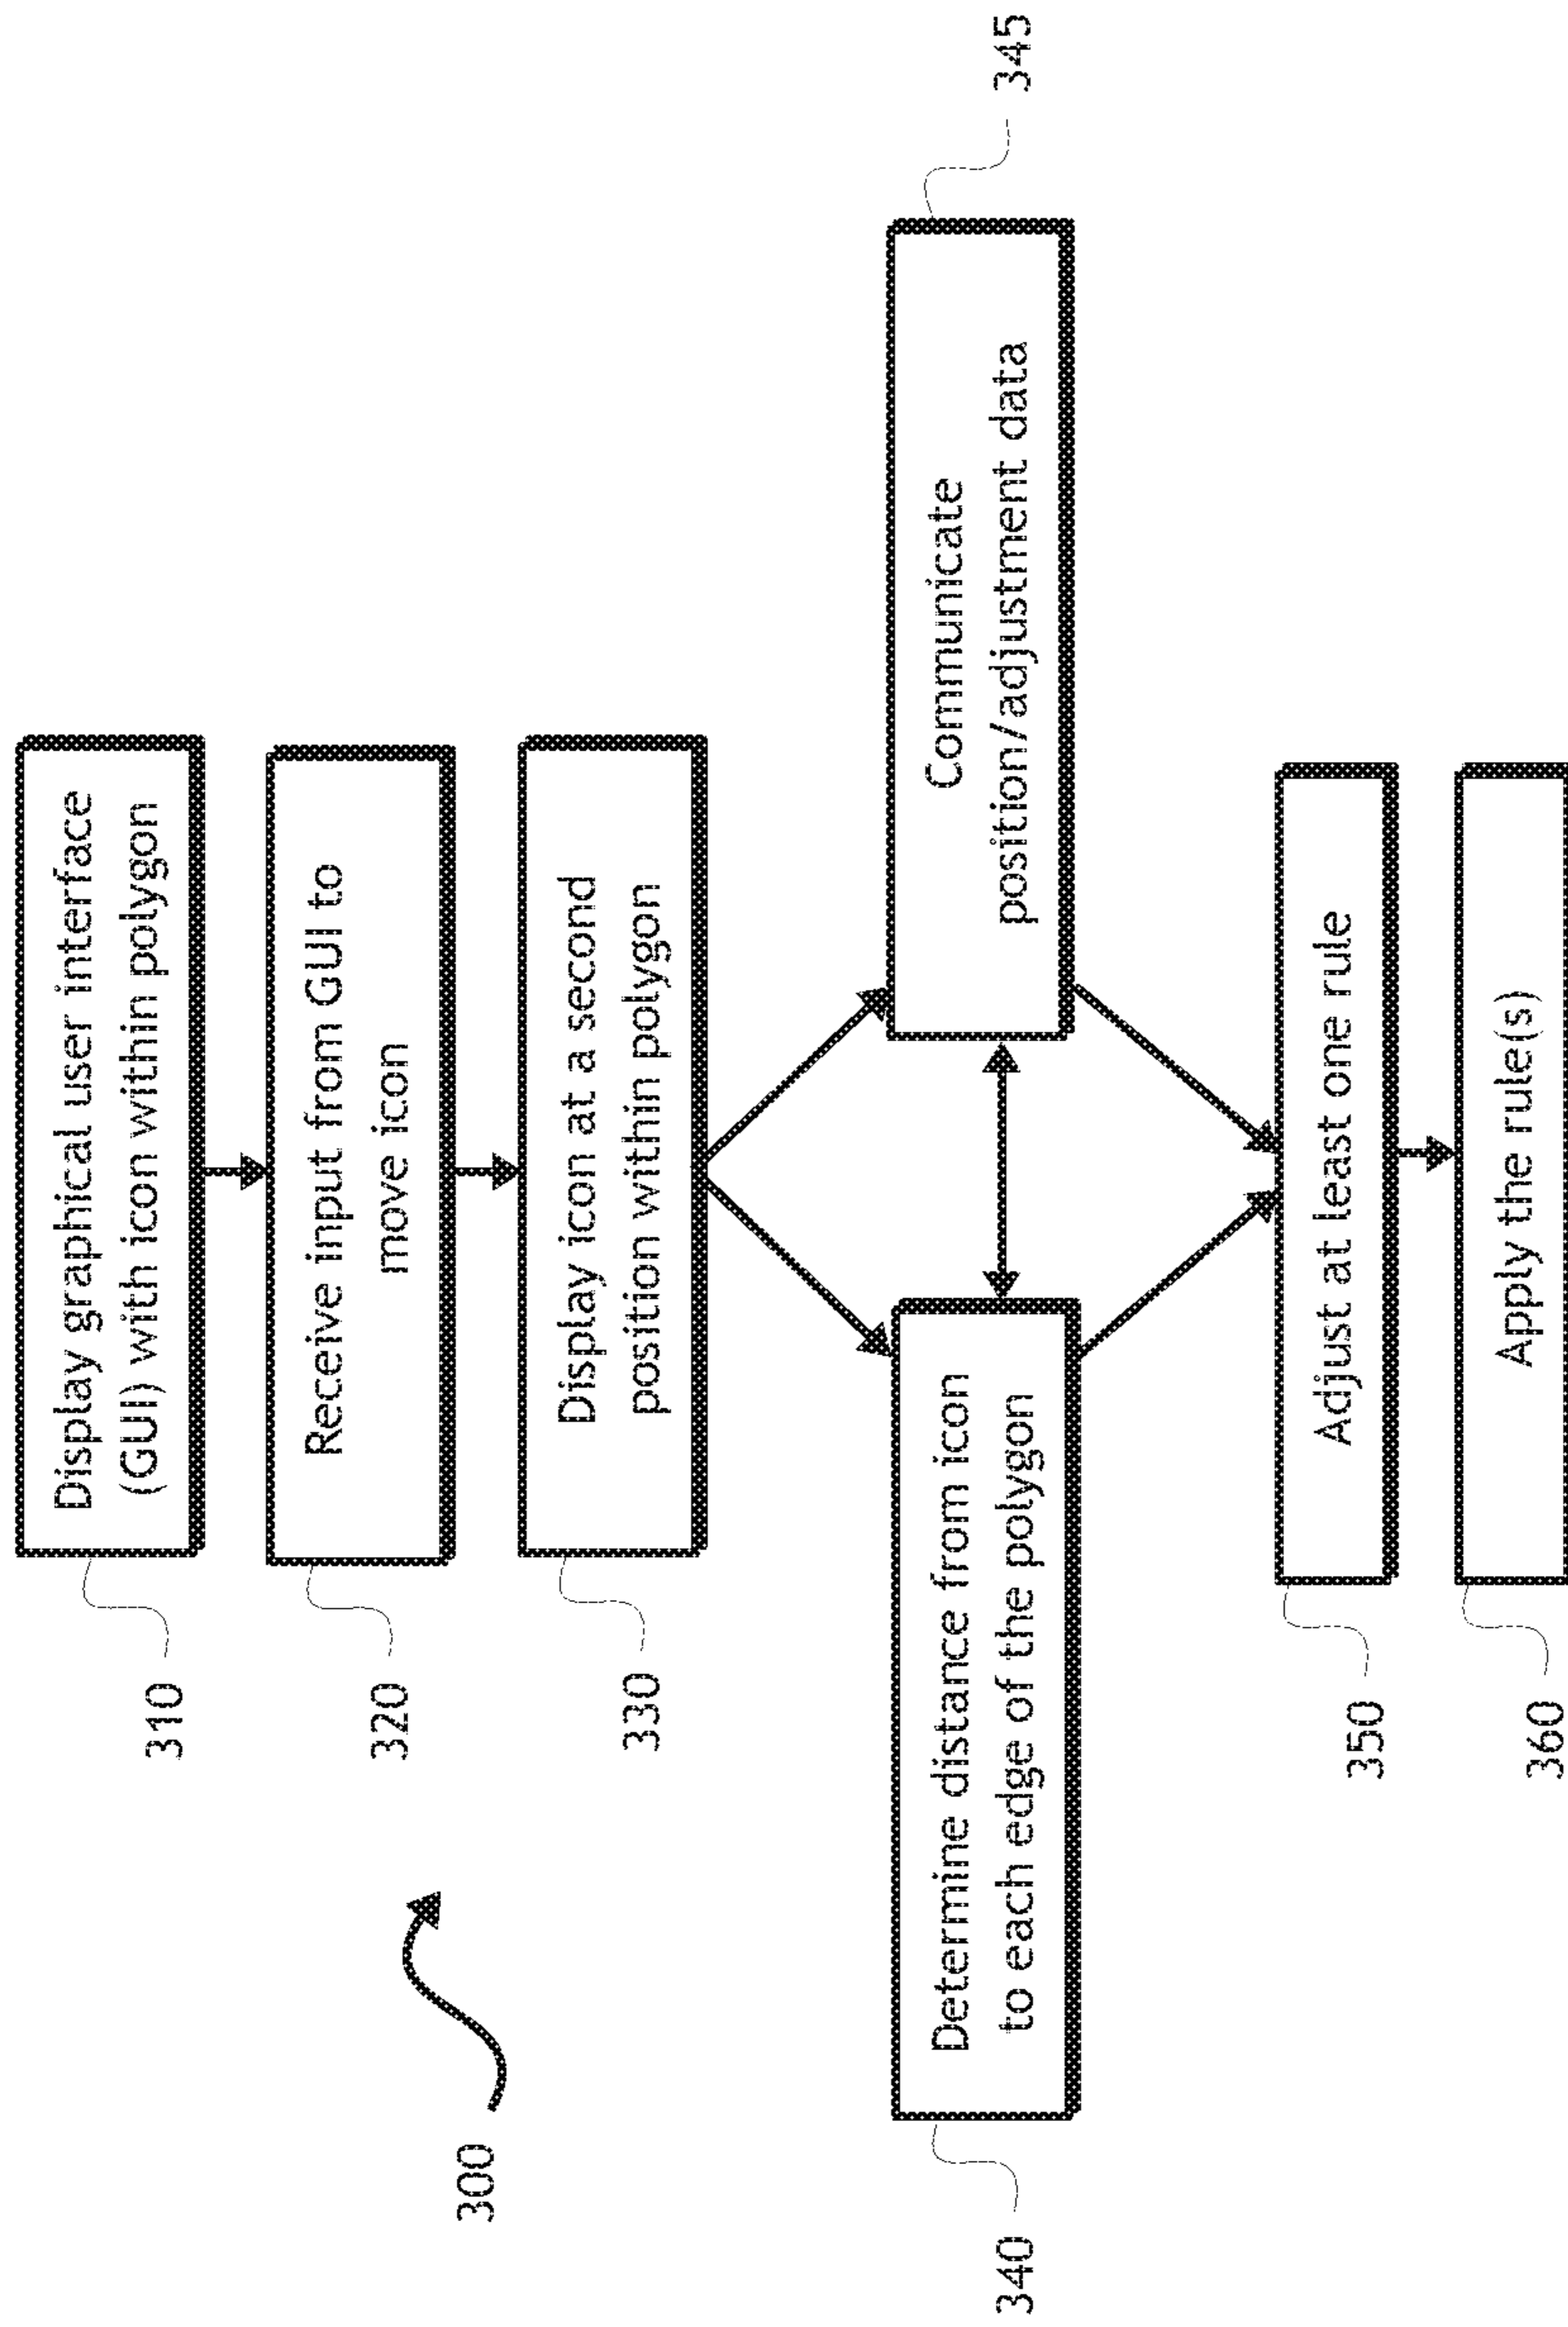 300
310
Display graphical user interface
(GUI) with icon within polygon
320
Receive input from GUI to
move icon
330
Display icon at a second
position within polygon
340
Determine distance from icon
to each edge of the polygon
Communicate
position/adjustment data
345
350
Adjust at least one rule
360
Apply the rule(s)